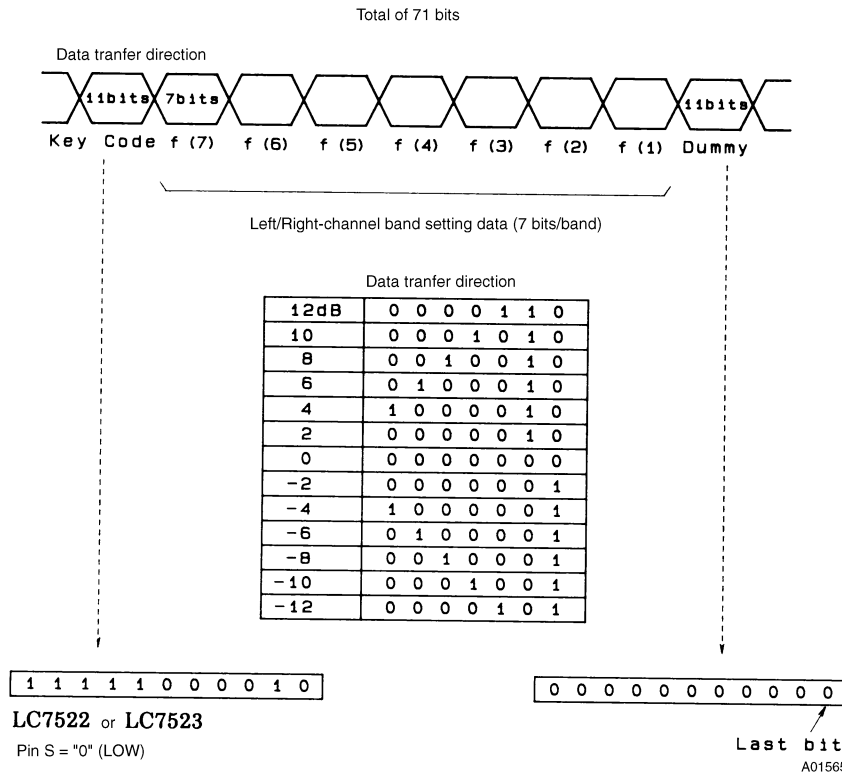 Total of 71 bits
Data tranfer direction
11bits 7bits 11bits
Key Code f (7) f (6) f (5) f (4) f (3) f (2) f (1) Dummy
Left/Right-channel band setting data (7 bits/band)
Data tranfer direction
12dB 0 0 0 0 1 1 0
10 0 0 0 1 0 1 0
8 0 0 1 0 0 1 0
6 0 1 0 0 0 1 0
4 1 0 0 0 0 1 0
2 0 0 0 0 0 1 0
0 0 0 0 0 0 0 0
-2 0 0 0 0 0 0 1
-4 1 0 0 0 0 0 1
-6 0 1 0 0 0 0 1
-8 0 0 1 0 0 0 1
-10 0 0 0 1 0 0 1
-12 0 0 0 0 1 0 1
1 1 1 1 1 0 0 0 0 1 0
0 0 0 0 0 0 0 0 0 0 0
LC7522 or LC7523
Pin S = "0" (LOW)
Last bit
A01565